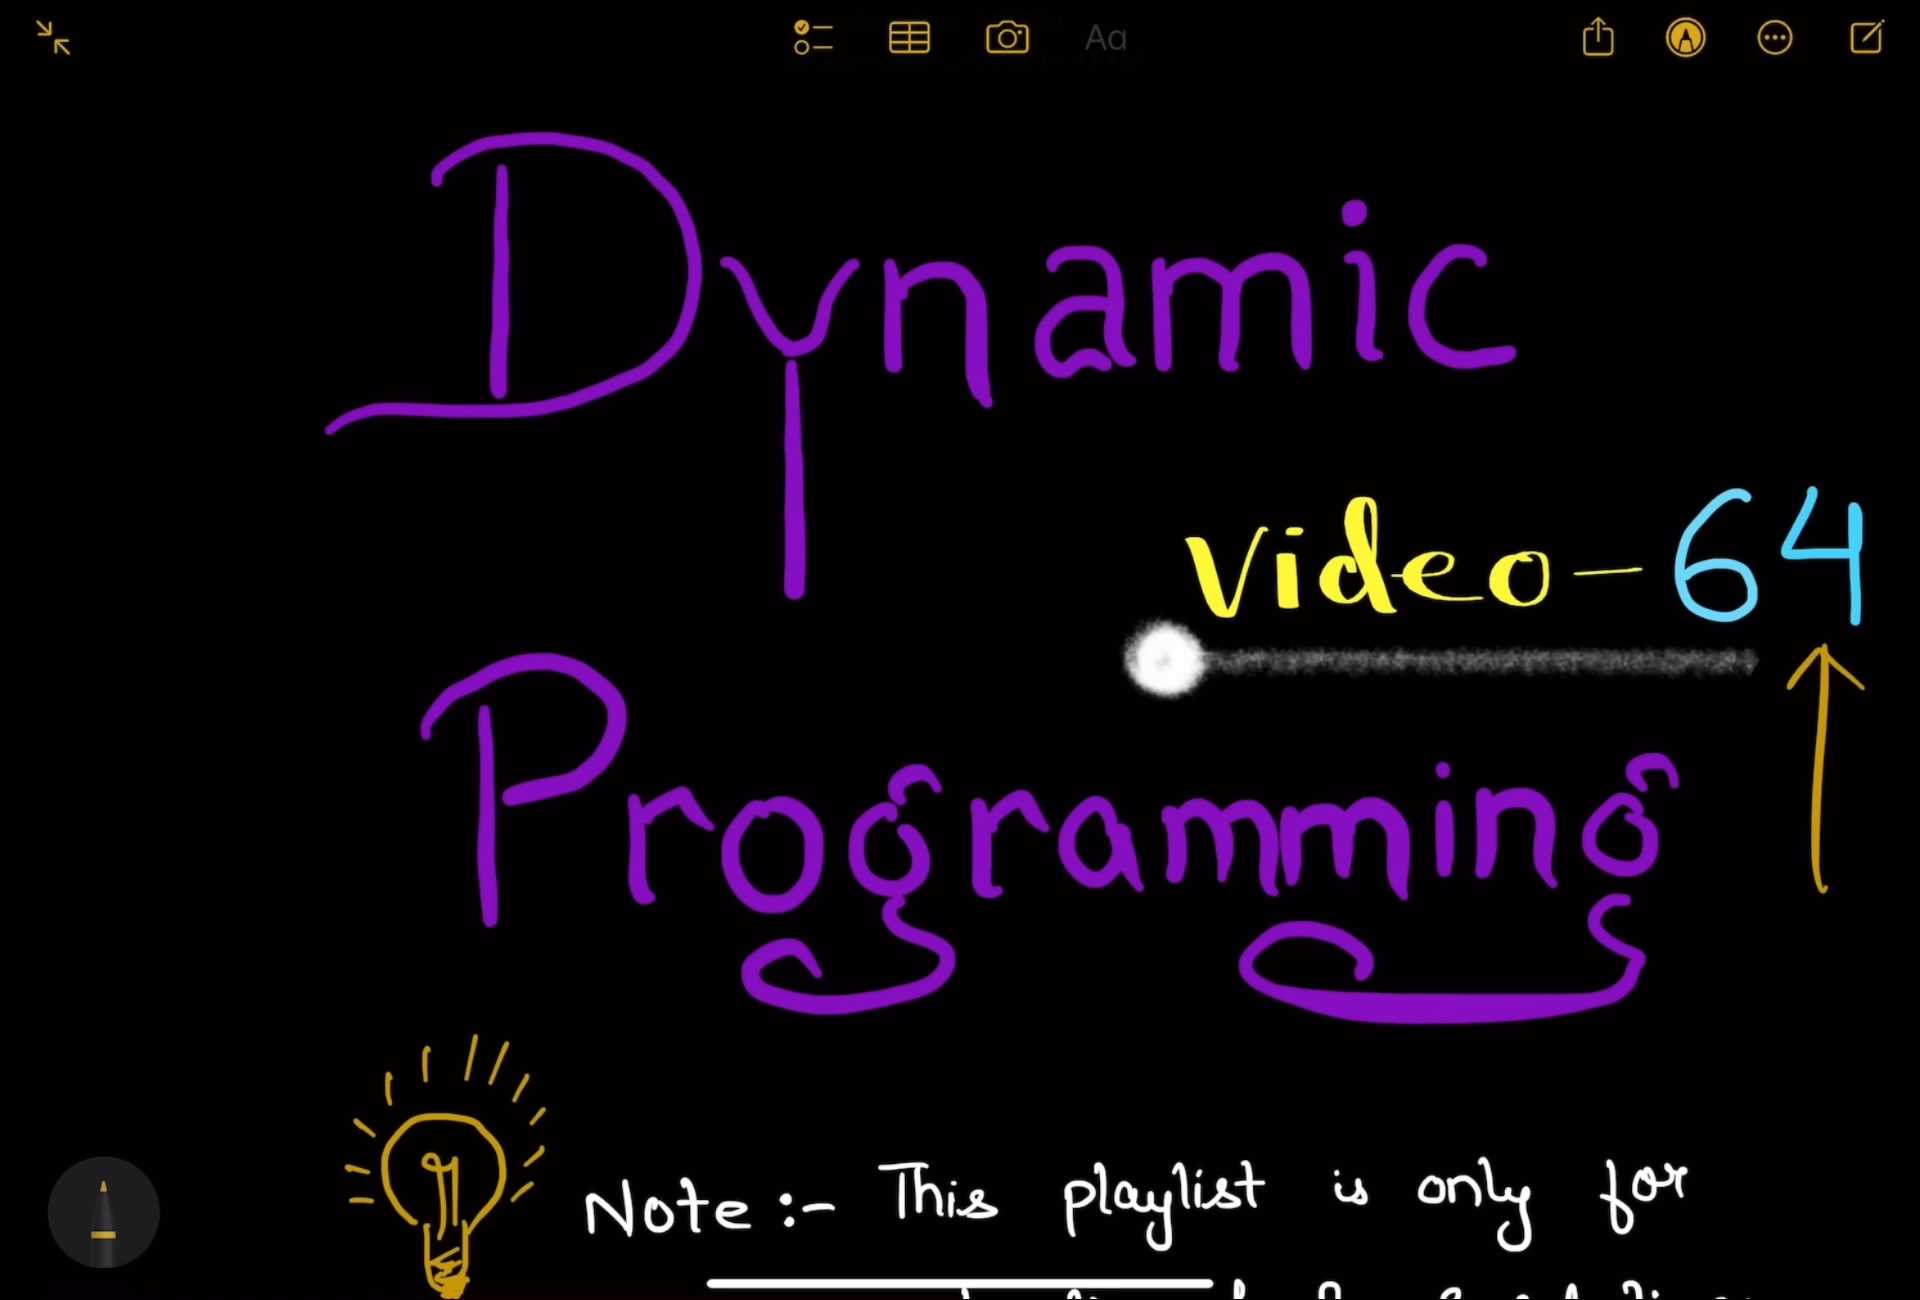 Aa
Dynamic
Video - 64
Programming
Note :- This playlist is only for